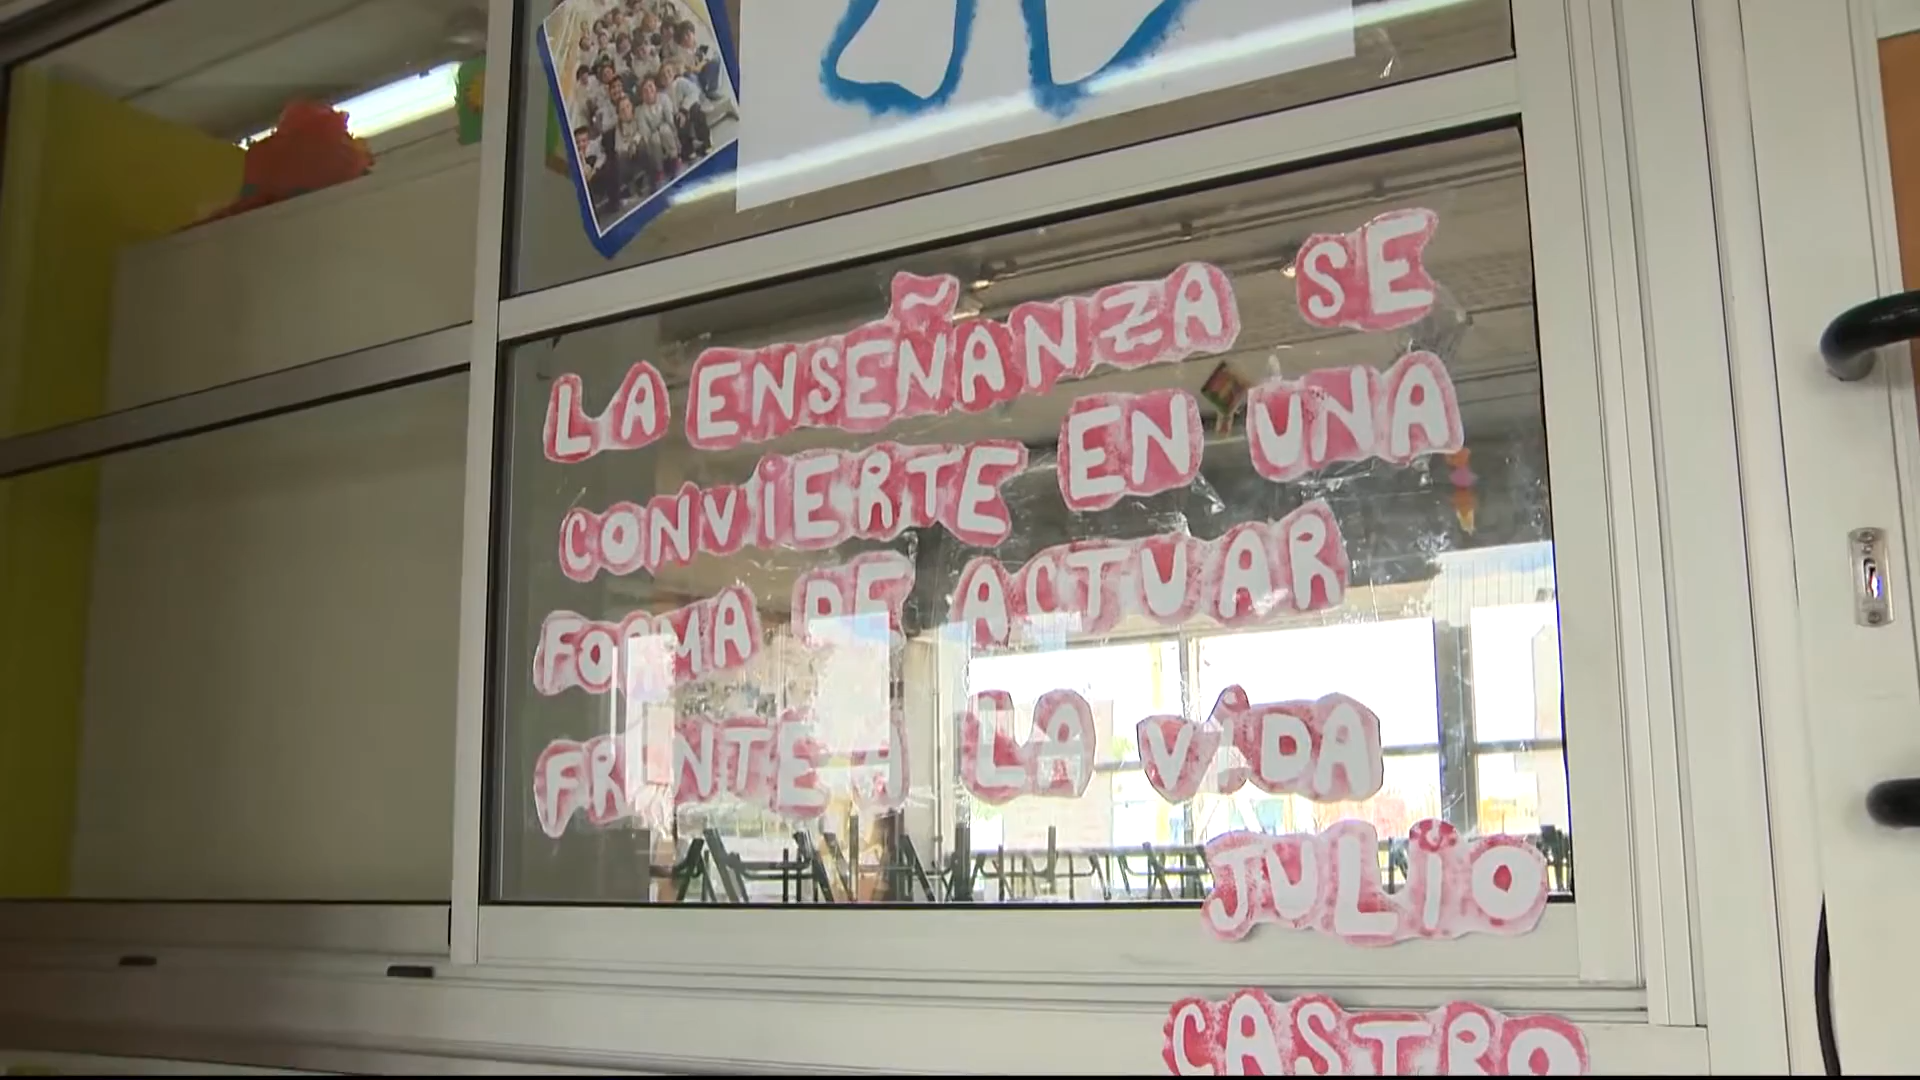 LA ENSEÑANZA SE
CONVIERTE EN UNA
FORMA DE ACTUAR
FRENTE A LA VIDA
JULIO
CASTRO